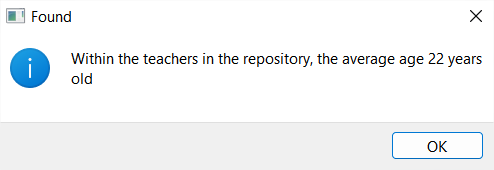 Found
Within the teachers in the repository, the average age 22 years
old
OK